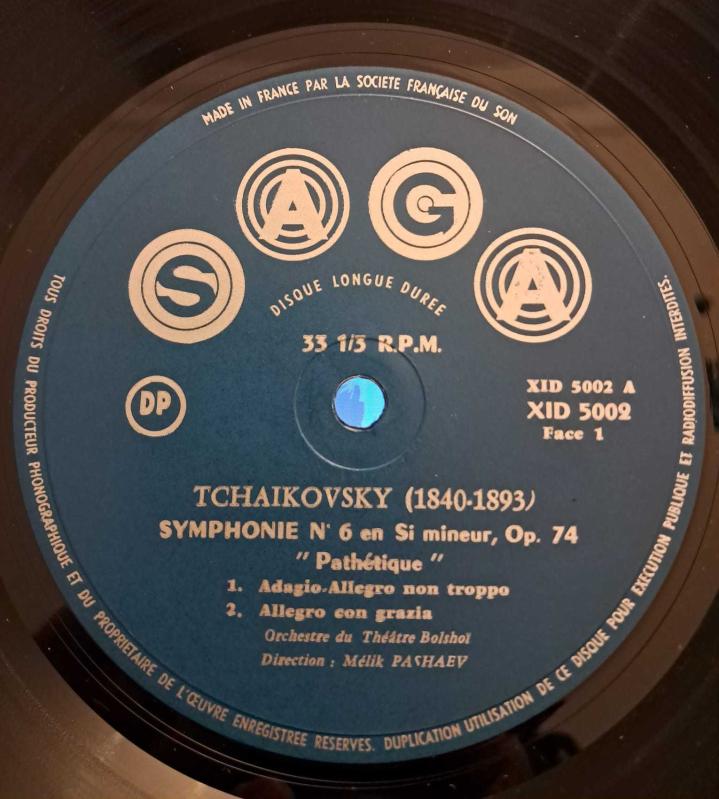 MADE IN FRANCE PAR LA SOCIETE FRANÇAISE DU SON
SAGA
DISQUE LONGUE DUREE
33 1/3 R.P.M.
DP
XID 5002 A
XID 5002
Face 1
TCHAIKOVSKY (1840-1893)
SYMPHONIE N° 6 en Si mineur, Op. 74
" Pathétique "
1. Adagio-Allegro non troppo
2. Allegro con grazia
Orchestre du Théâtre Bolshoï
Direction : Mélik PASHAEV
TOUS DROITS DU PRODUCTEUR PHONOGRAPHIQUE ET DU PROPRIETAIRE DE L'ŒUVRE ENREGISTREE RESERVES. DUPLICATION UTILISATION DE CE DISQUE POUR EXECUTION PUBLIQUE ET RADIODIFFUSION INTERDITES.